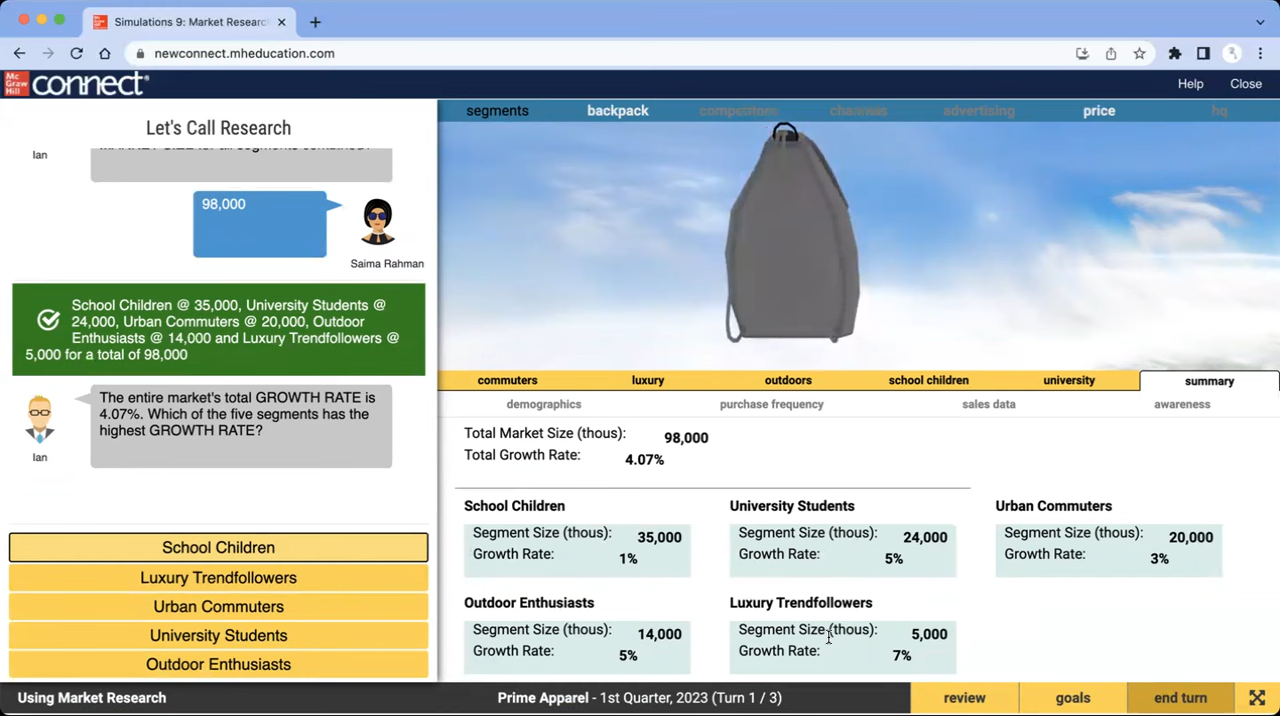 Simulations 9: Market Researc
newconnect.mheducation.com
Mc Graw Hill connect
Help Close
Let's Call Research
segments backpack competitors channels advertising price hq
Ian
MARKET SIZE for all segments combined?
98,000
Saima Rahman
School Children @ 35,000, University Students @
24,000, Urban Commuters @ 20,000, Outdoor
Enthusiasts @ 14,000 and Luxury Trendfollowers @
5,000 for a total of 98,000
The entire market's total GROWTH RATE is
4.07%. Which of the five segments has the
highest GROWTH RATE?
Ian
School Children
Luxury Trendfollowers
Urban Commuters
University Students
Outdoor Enthusiasts
commuters luxury outdoors school children university summary
demographics purchase frequency sales data awareness
Total Market Size (thous): 98,000
Total Growth Rate: 4.07%
School Children
Segment Size (thous): 35,000
Growth Rate: 1%
University Students
Segment Size (thous): 24,000
Growth Rate: 5%
Urban Commuters
Segment Size (thous): 20,000
Growth Rate: 3%
Outdoor Enthusiasts
Segment Size (thous): 14,000
Growth Rate: 5%
Luxury Trendfollowers
Segment Size (thous): 5,000
Growth Rate: 7%
Using Market Research
Prime Apparel - 1st Quarter, 2023 (Turn 1 / 3)
review goals end turn